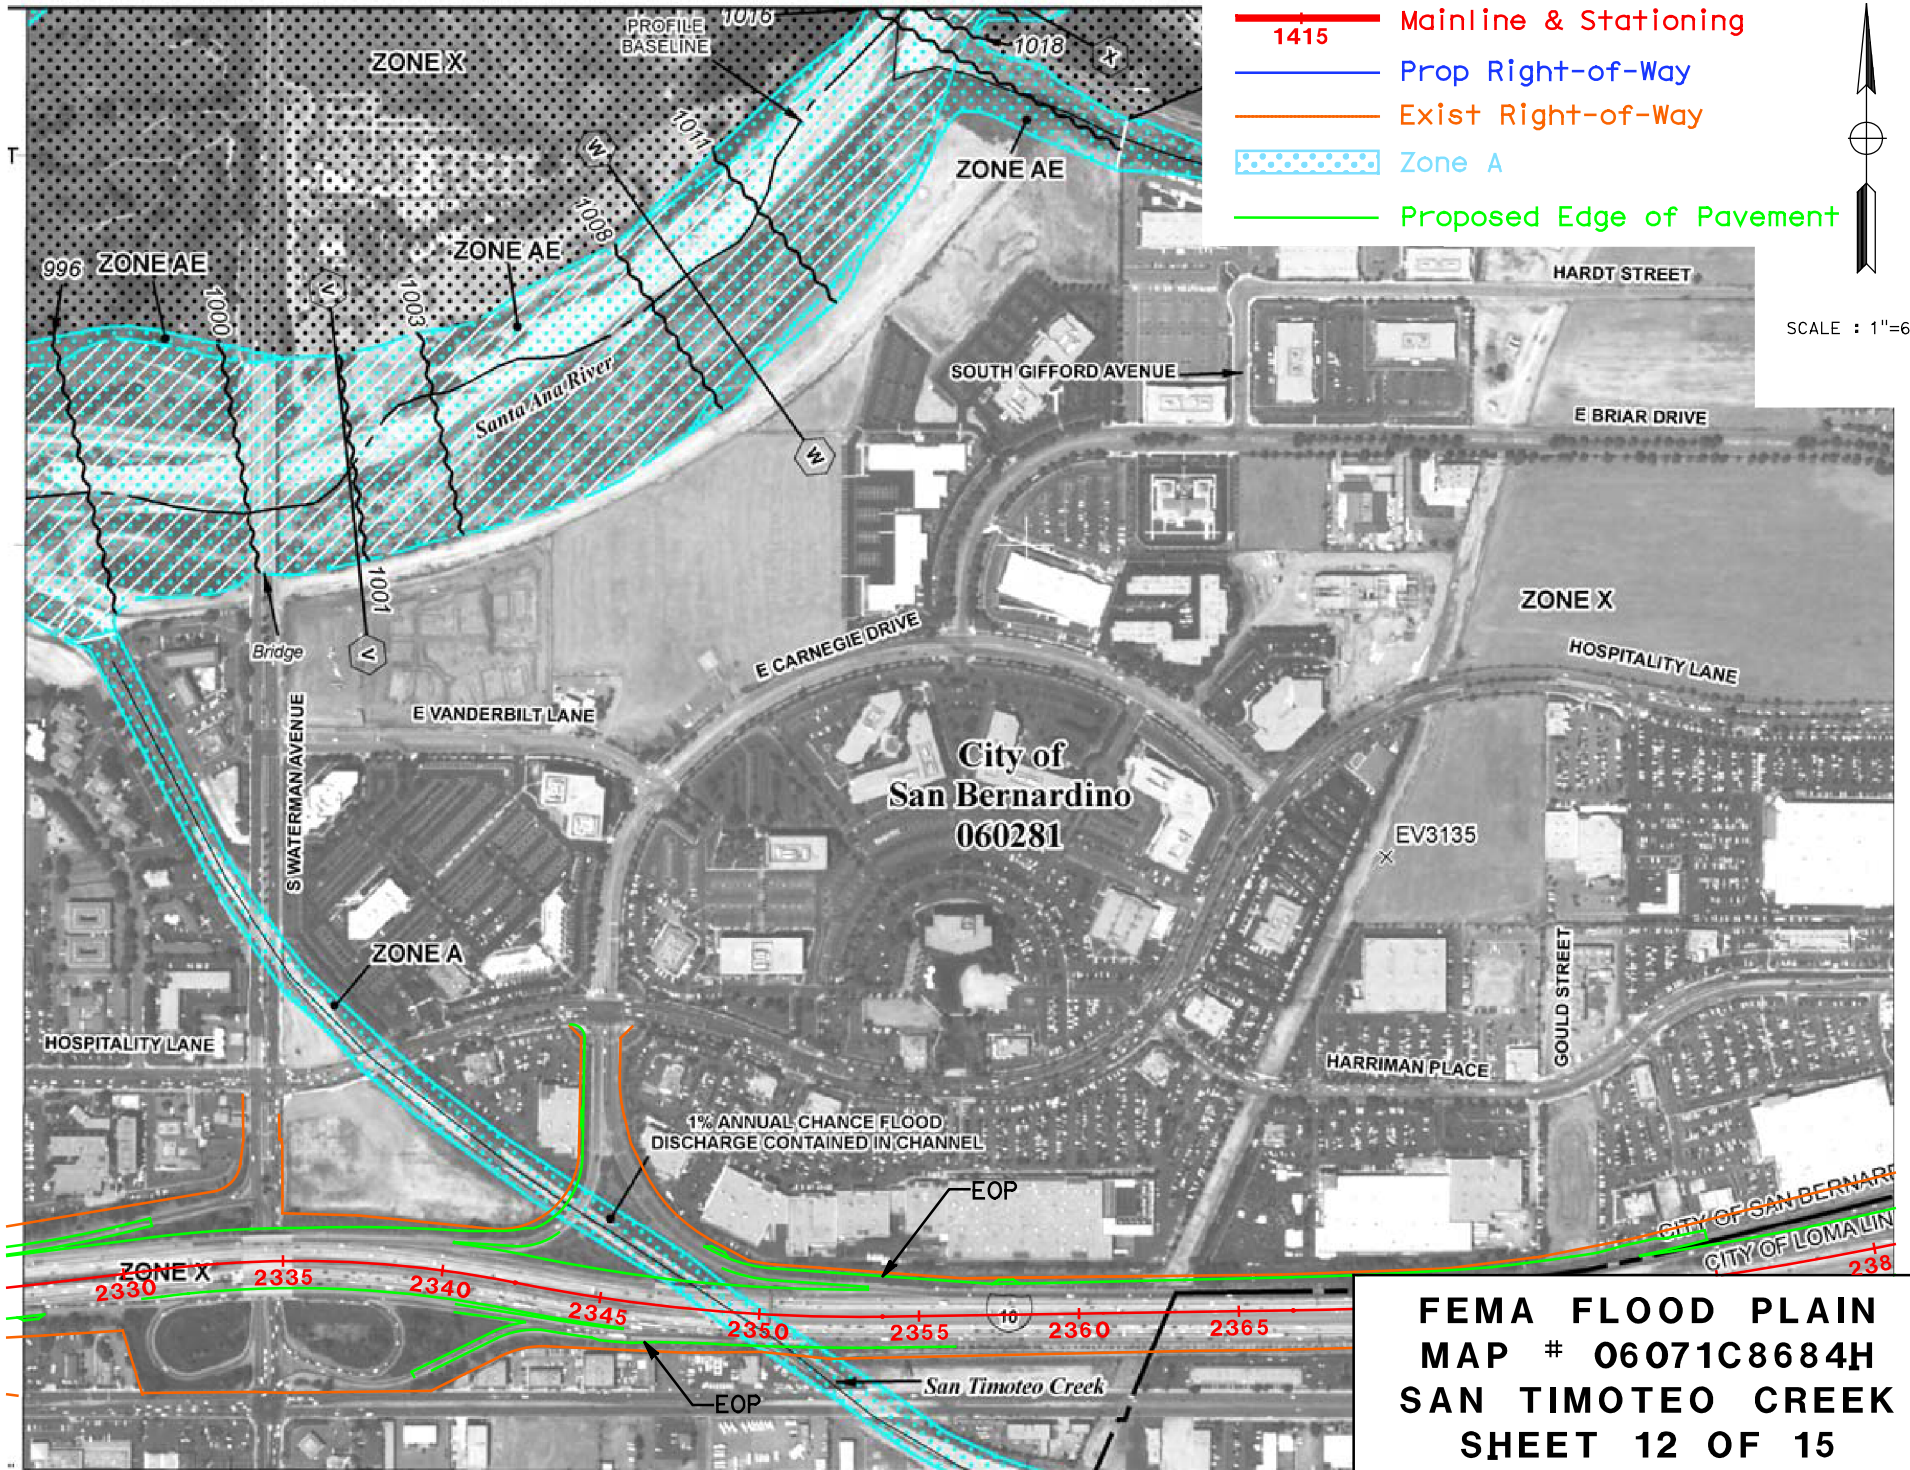 1016
PROFILE
BASELINE
ZONE X
1018
X
1415
Mainline & Stationing
Prop Right-of-Way
Exist Right-of-Way
Zone A
Proposed Edge of Pavement
SCALE : 1"=6
T
W
1011
ZONE AE
1008
996
ZONE AE
ZONE AE
V
1000
1003
Santa Ana River
W
HARDT STREET
SOUTH GIFFORD AVENUE
E BRIAR DRIVE
1001
Bridge
V
ZONE X
E CARNEGIE DRIVE
HOSPITALITY LANE
E VANDERBILT LANE
S WATERMAN AVENUE
City of
San Bernardino
060281
EV3135
ZONE A
GOULD STREET
HOSPITALITY LANE
HARRIMAN PLACE
1% ANNUAL CHANCE FLOOD
DISCHARGE CONTAINED IN CHANNEL
EOP
CITY OF SAN BERNARD
CITY OF LOMA LIN
ZONE X
2330
2335
2340
2345
2350
2355
10
2360
2365
238
San Timoteo Creek
EOP
FEMA FLOOD PLAIN
MAP # 06071C8684H
SAN TIMOTEO CREEK
SHEET 12 OF 15